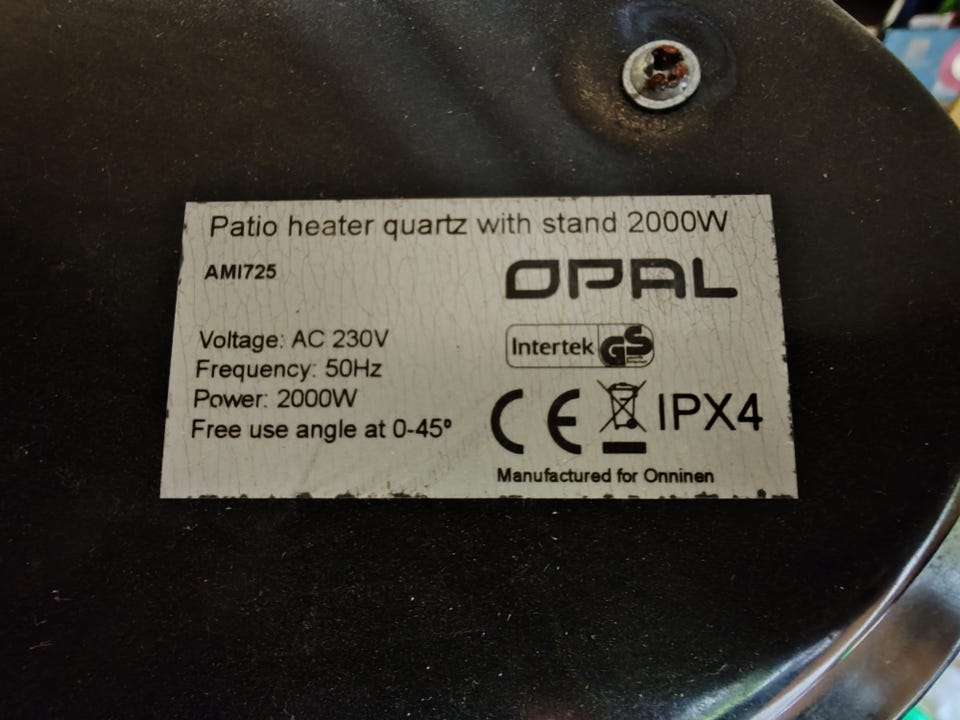 Patio heater quartz with stand 2000W
AMI725
OPAL
Voltage: AC 230V
Frequency: 50Hz
Power: 2000W
Free use angle at 0-45°
Intertek GS
CE IPX4
Manufactured for Onninen